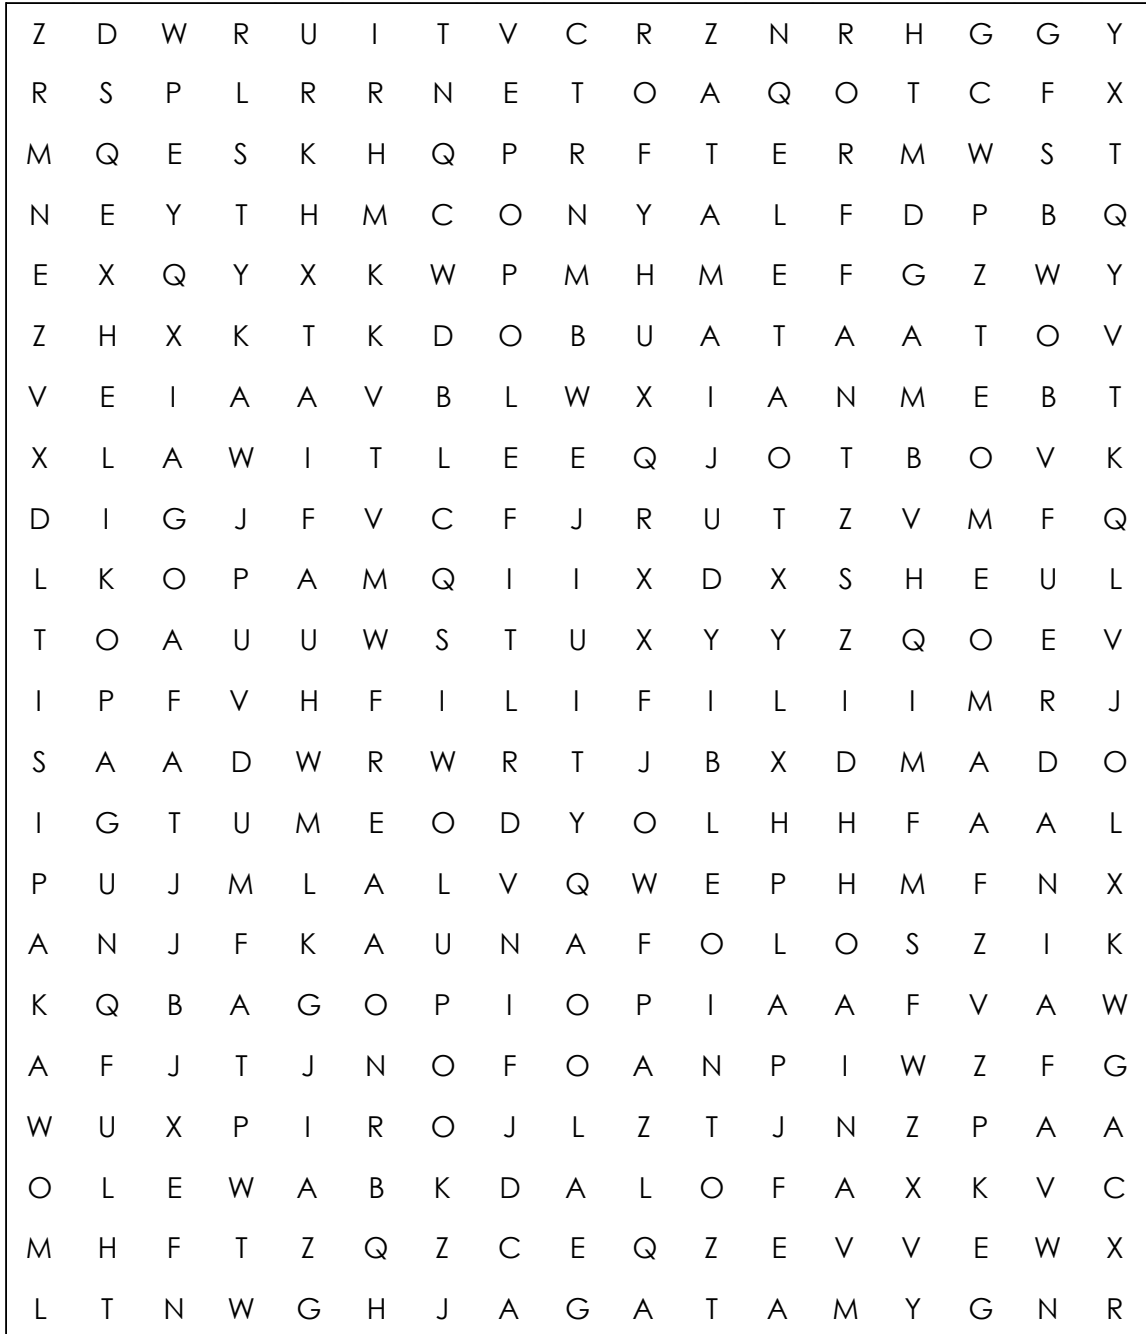 Z D W R U I T V C R Z N R H G G Y
R S P L R R N E T O A Q O T C F X
M Q E S K H Q P R F T E R M W S T
N E Y T H M C O N Y A L F D P B Q
E X Q Y X K W P M H M E F G Z W Y
Z H X K T K D O B U A T A A T O V
V E I A A V B L W X I A N M E B T
X L A W I T L E E Q J O T B O V K
D I G J F V C F J R U T Z V M F Q
L K O P A M Q I I X D X S H E U L
T O A U U W S T U X Y Y Z Q O E V
I P F V H F I L I F I L I I M R J
S A A D W R W R T J B X D M A D O
I G T U M E O D Y O L H H F A A L
P U J M L A L V Q W E P H M F N X
A N J F K A U N A F O L O S Z I K
K Q B A G O P I O P I A A F V A W
A F J T J N O F O A N P I W Z F G
W U X P I R O J L Z T J N Z P A A
O L E W A B K D A L O F A X K V C
M H F T Z Q Z C E Q Z E V V E W X
L T N W G H J A G A T A M Y G N R